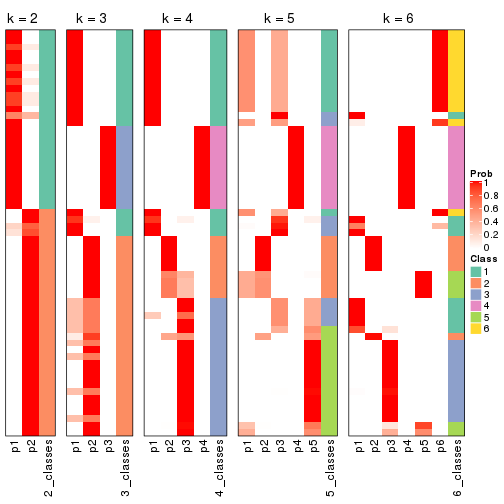 k = 2
k = 3
k = 4
k = 5
k = 6
Prob
1
0.8
0.6
0.4
0.2
0
Class
1
2
3
4
5
6
p1
p2
2_classes
p1
p2
p3
3_classes
p1
p2
p3
p4
4_classes
p1
p2
p3
p4
p5
5_classes
p1
p2
p3
p4
p5
p6
6_classes